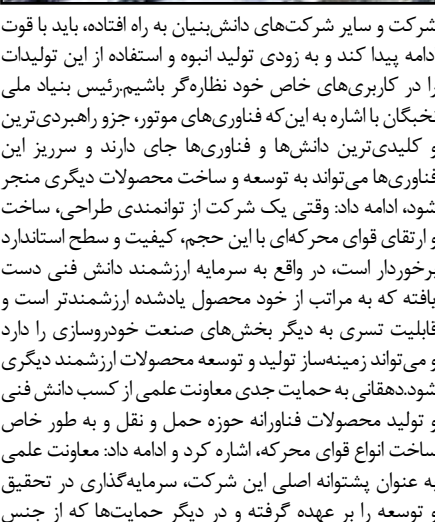 شرکت و سایر شرکت‌های دانش‌بنیان به راه افتاده، باید با قوت
ادامه پیدا کند و به زودی تولید انبوه و استفاده از این تولیدات
را در کاربری‌های خاص خود نظاره‌گر باشیم.رئیس بنیاد ملی
نخبگان با اشاره به این‌که فناوری‌های موتور، جزو راهبردی‌ترین
و کلیدی‌ترین دانش‌ها و فناوری‌ها جای دارند و سرریز این
فناوری‌ها می‌تواند به توسعه و ساخت محصولات دیگری منجر
شود، ادامه داد: وقتی یک شرکت از توانمندی طراحی، ساخت
و ارتقای قوای محرکه‌ای با این حجم، کیفیت و سطح استاندارد
برخوردار است، در واقع به سرمایه ارزشمند دانش فنی دست
یافته که به مراتب از خود محصول یادشده ارزشمندتر است و
قابلیت تسری به دیگر بخش‌های صنعت خودروسازی را دارد
و می‌تواند زمینه‌ساز تولید و توسعه محصولات ارزشمند دیگری
شود.دهقانی به حمایت جدی معاونت علمی از کسب دانش فنی
و تولید محصولات فناورانه حوزه حمل و نقل و به طور خاص
ساخت انواع قوای محرکه، اشاره کرد و ادامه داد: معاونت علمی
به عنوان پشتوانه اصلی این شرکت، سرمایه‌گذاری در تحقیق
و توسعه را بر عهده گرفته و در دیگر حمایت‌ها که از جنس